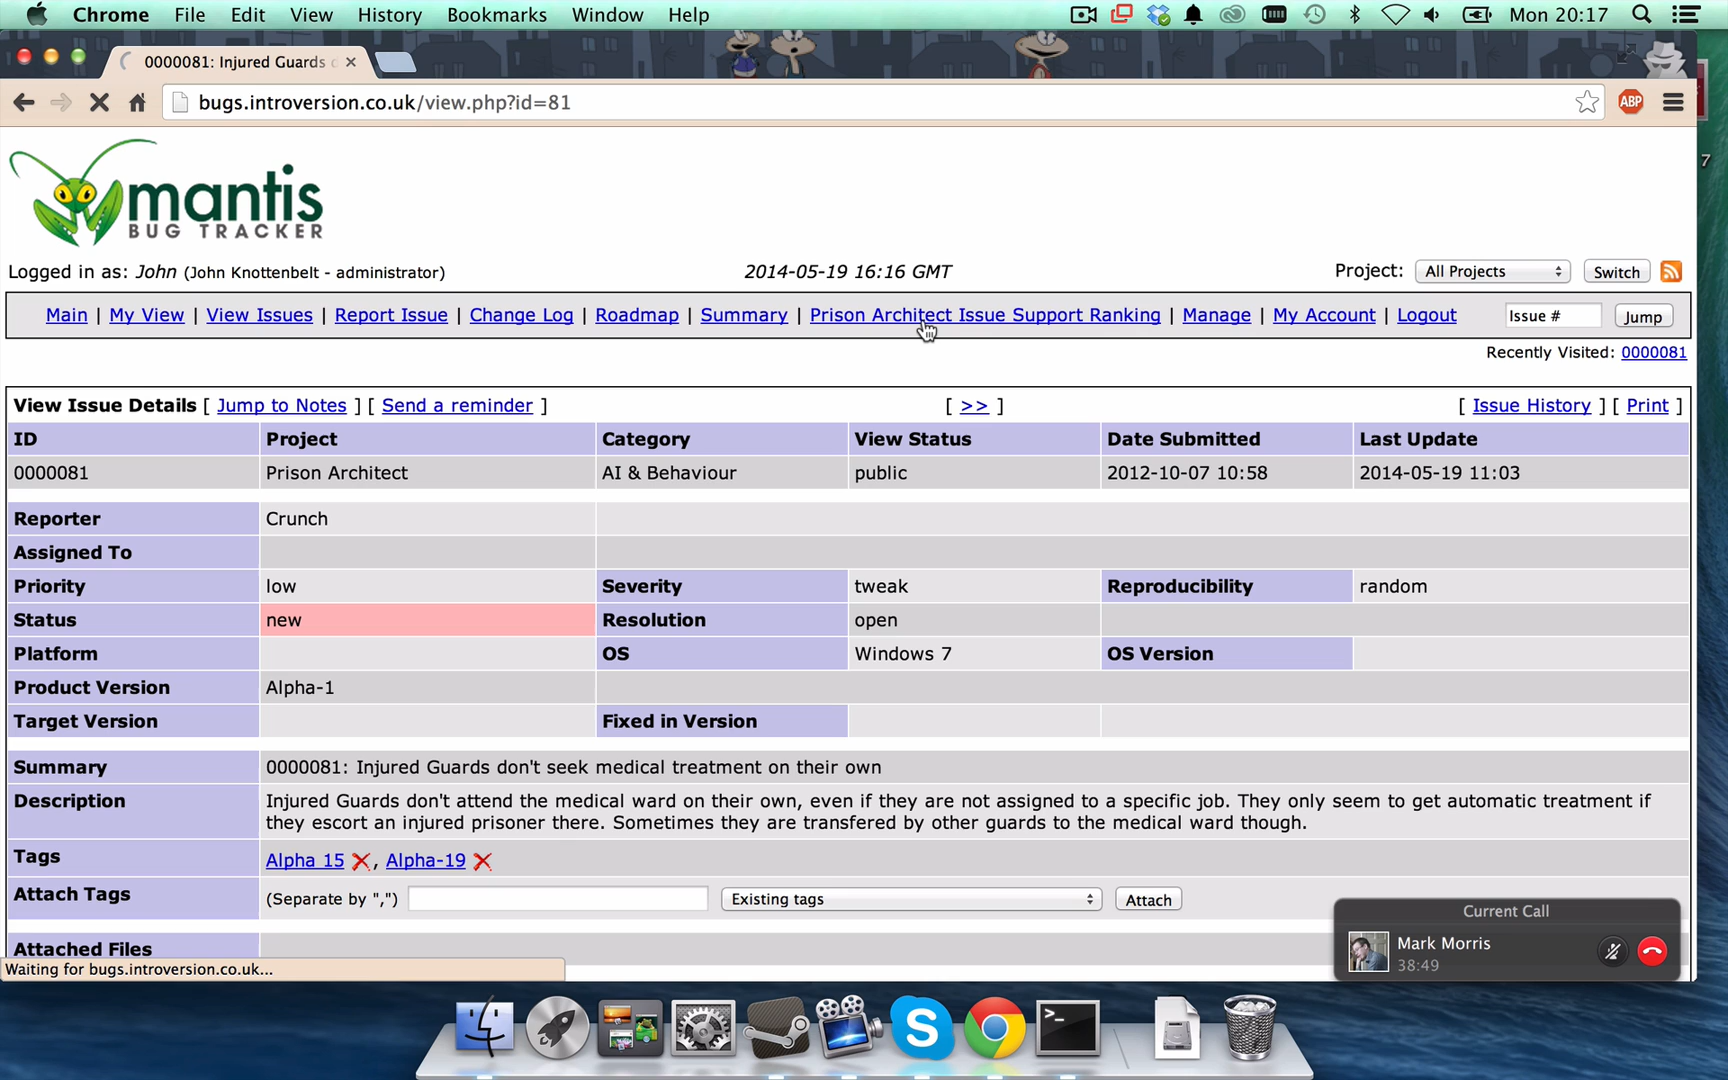 Chrome File Edit View History Bookmarks Window Help Mon 20:17
0000081: Injured Guards d
bugs.introversion.co.uk/view.php?id=81 ABP
7
mantis
BUG TRACKER
Logged in as: John (John Knottenbelt - administrator) 2014-05-19 16:16 GMT Project: All Projects Switch
Main | My View | View Issues | Report Issue | Change Log | Roadmap | Summary | Prison Architect Issue Support Ranking | Manage | My Account | Logout Issue # Jump
Recently Visited: 0000081
View Issue Details [ Jump to Notes ] [ Send a reminder ] [ >> ] [ Issue History ] [ Print ]
ID Project Category View Status Date Submitted Last Update
0000081 Prison Architect AI & Behaviour public 2012-10-07 10:58 2014-05-19 11:03
Reporter Crunch
Assigned To
Priority low Severity tweak Reproducibility random
Status new Resolution open
Platform OS Windows 7 OS Version
Product Version Alpha-1
Target Version Fixed in Version
Summary 0000081: Injured Guards don't seek medical treatment on their own
Description Injured Guards don't attend the medical ward on their own, even if they are not assigned to a specific job. They only seem to get automatic treatment if
they escort an injured prisoner there. Sometimes they are transfered by other guards to the medical ward though.
Tags Alpha 15 , Alpha-19
Attach Tags (Separate by ",") Existing tags Attach
Attached Files
Waiting for bugs.introversion.co.uk...
Current Call
Mark Morris
38:49
>_